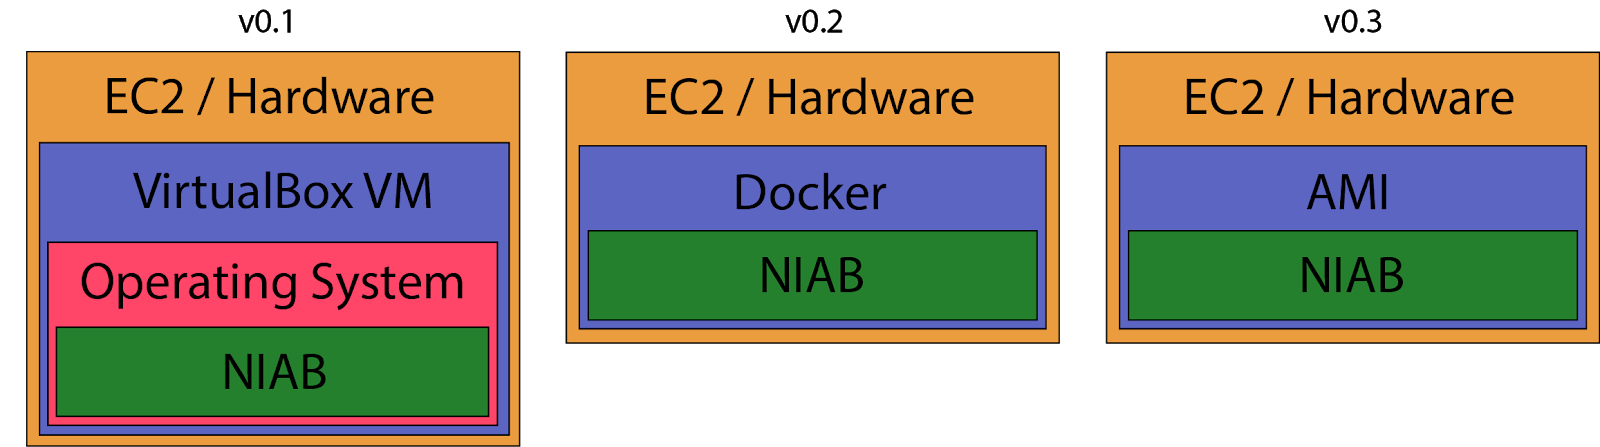 v0.1
EC2 / Hardware
VirtualBox VM
Operating System
NIAB
v0.2
EC2 / Hardware
Docker
NIAB
v0.3
EC2 / Hardware
AMI
NIAB